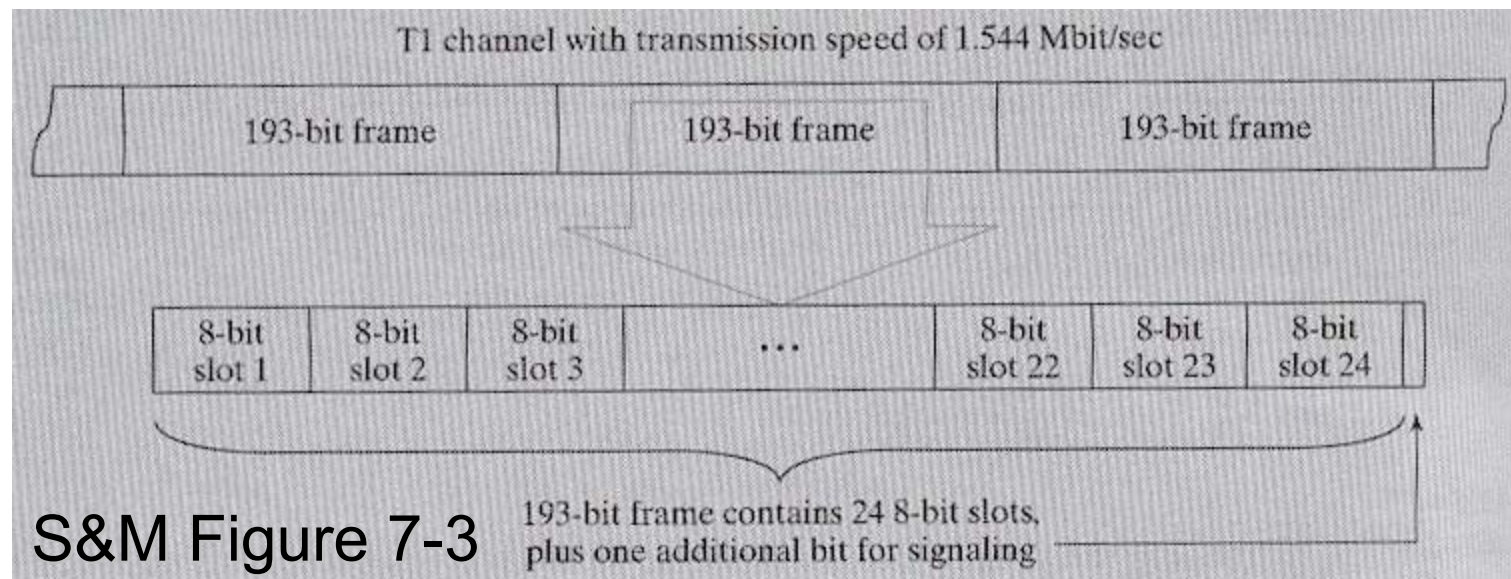 T1 channel with transmission speed of 1.544 Mbit/sec
193-bit frame
193-bit frame
193-bit frame
8-bit
slot 1
8-bit
slot 2
8-bit
slot 3
...
8-bit
slot 22
8-bit
slot 23
8-bit
slot 24
193-bit frame contains 24 8-bit slots,
plus one additional bit for signaling
S&M Figure 7-3